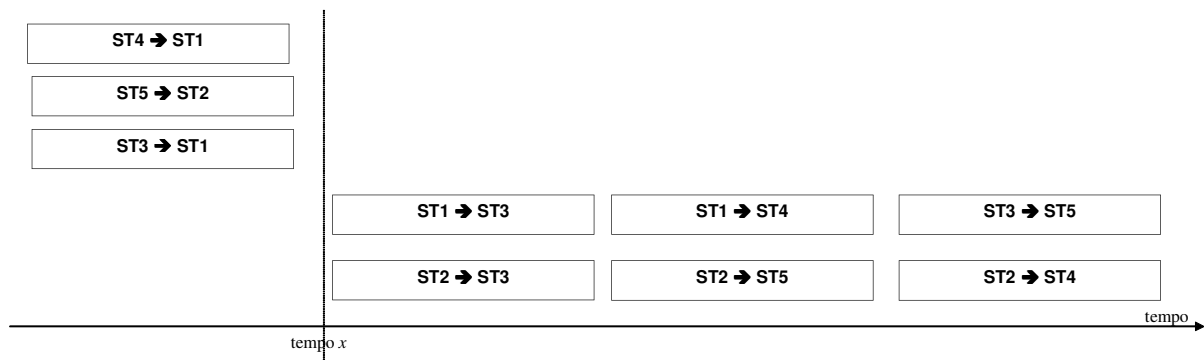 ST4 ➔ ST1
ST5 ➔ ST2
ST3 ➔ ST1
ST1 ➔ ST3 ST1 ➔ ST4 ST3 ➔ ST5
ST2 ➔ ST3 ST2 ➔ ST5 ST2 ➔ ST4
tempo
tempo x